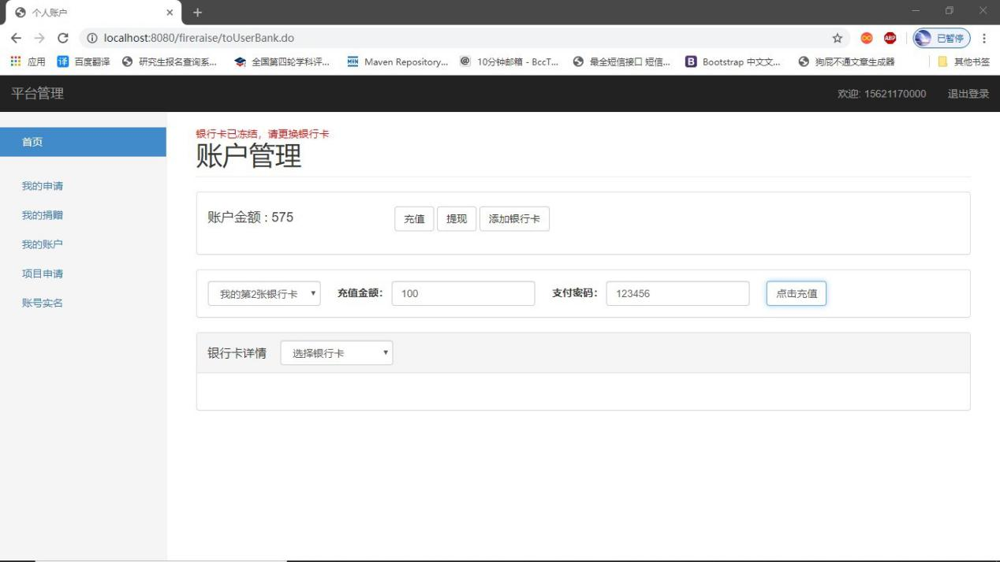 个人账户
localhost:8080/fireraise/toUserBank.do
ABP
已暂停
应用
译 百度翻译
研究生报名查询系...
全国第四轮学科评...
MVN Maven Repository...
@ 10分钟邮箱 - BccT...
最全短信接口 短信...
B Bootstrap 中文文...
狗屁不通文章生成器
其他书签
平台管理
欢迎: 15621170000
退出登录
首页
我的申请
我的捐赠
我的账户
项目申请
账号实名
银行卡已冻结，请更换银行卡
账户管理
账户金额 : 575
充值 提现 添加银行卡
我的第2张银行卡 充值金额： 100 支付密码： 123456 点击充值
银行卡详情 选择银行卡